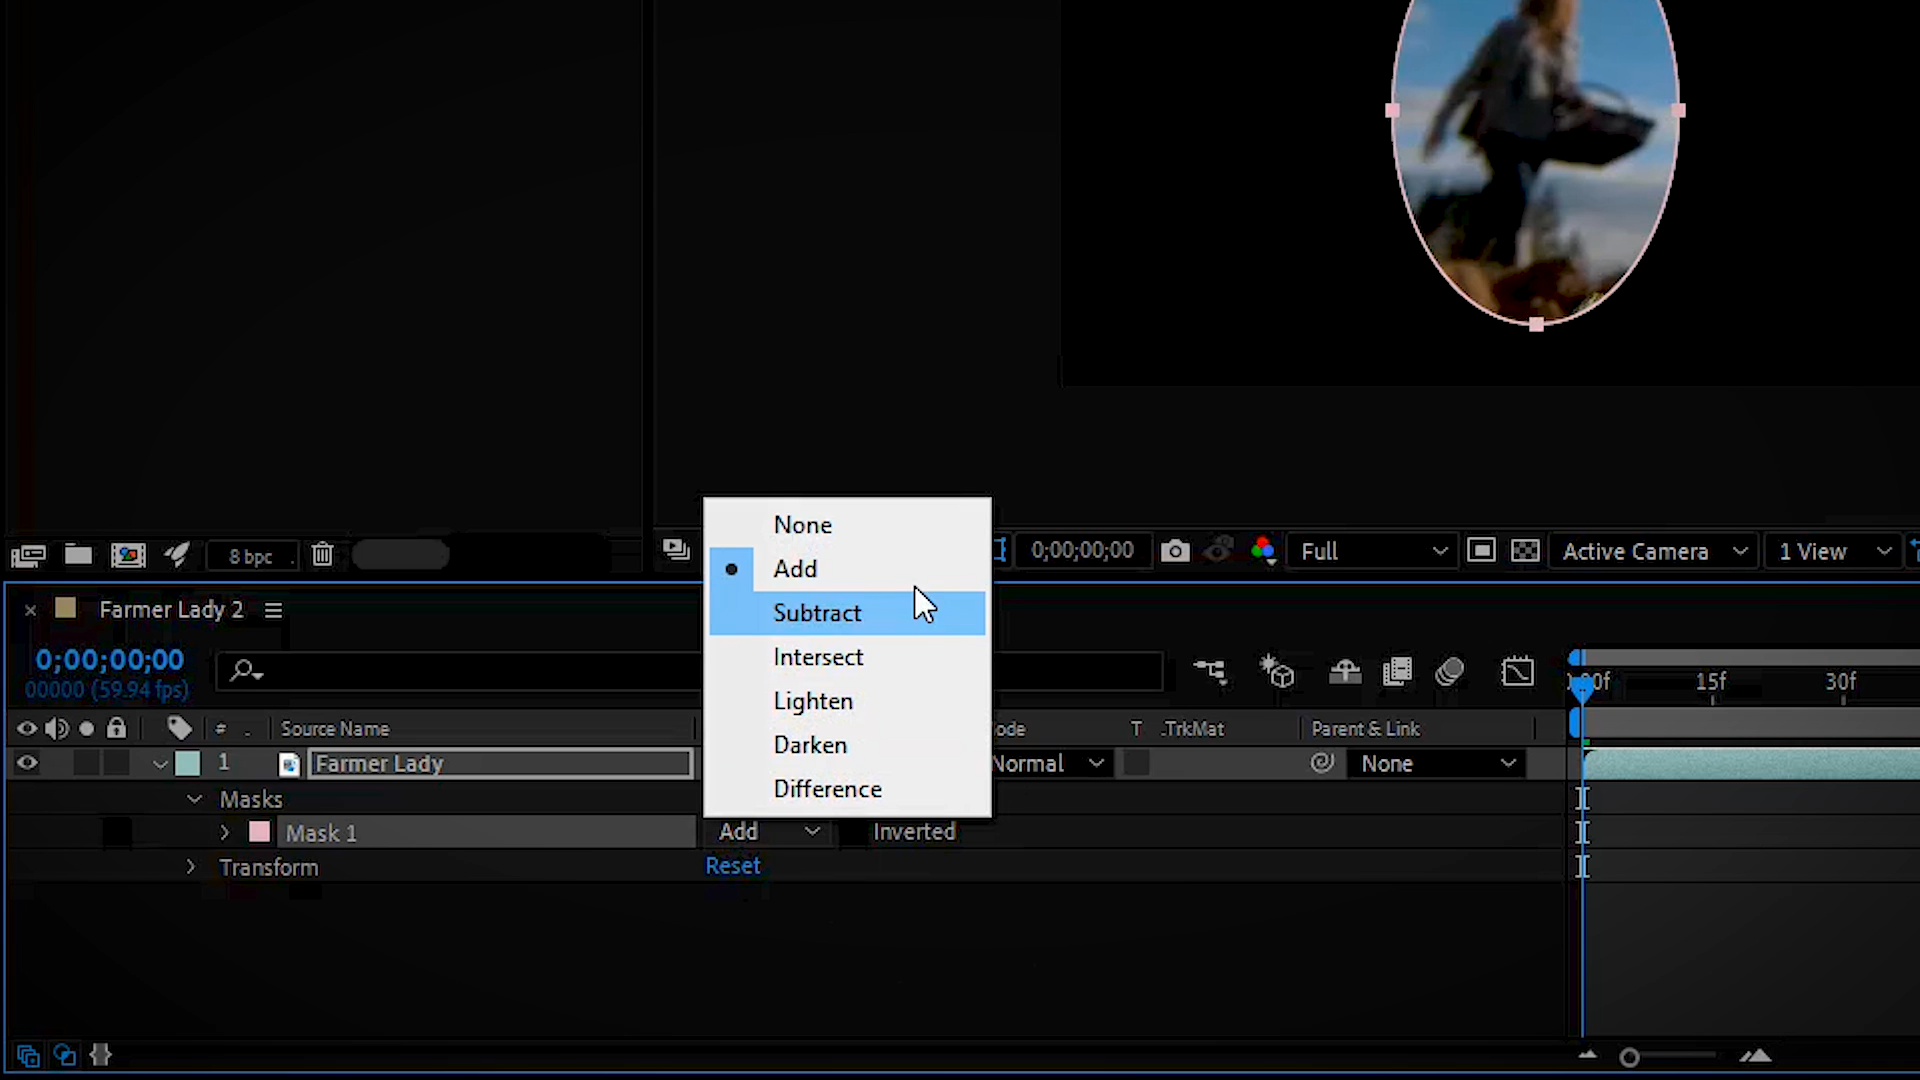 None
Add
Subtract
Intersect
Lighten
Darken
Difference
8 bpc
0;00;00;00
Full
Active Camera
1 View
Farmer Lady 2
0;00;00;00
00000 (59.94 fps)
# . Source Name
ode T .TrkMat Parent & Link
15f 30f
1 Farmer Lady Normal None
Masks
Mask 1 Add Inverted
Transform Reset